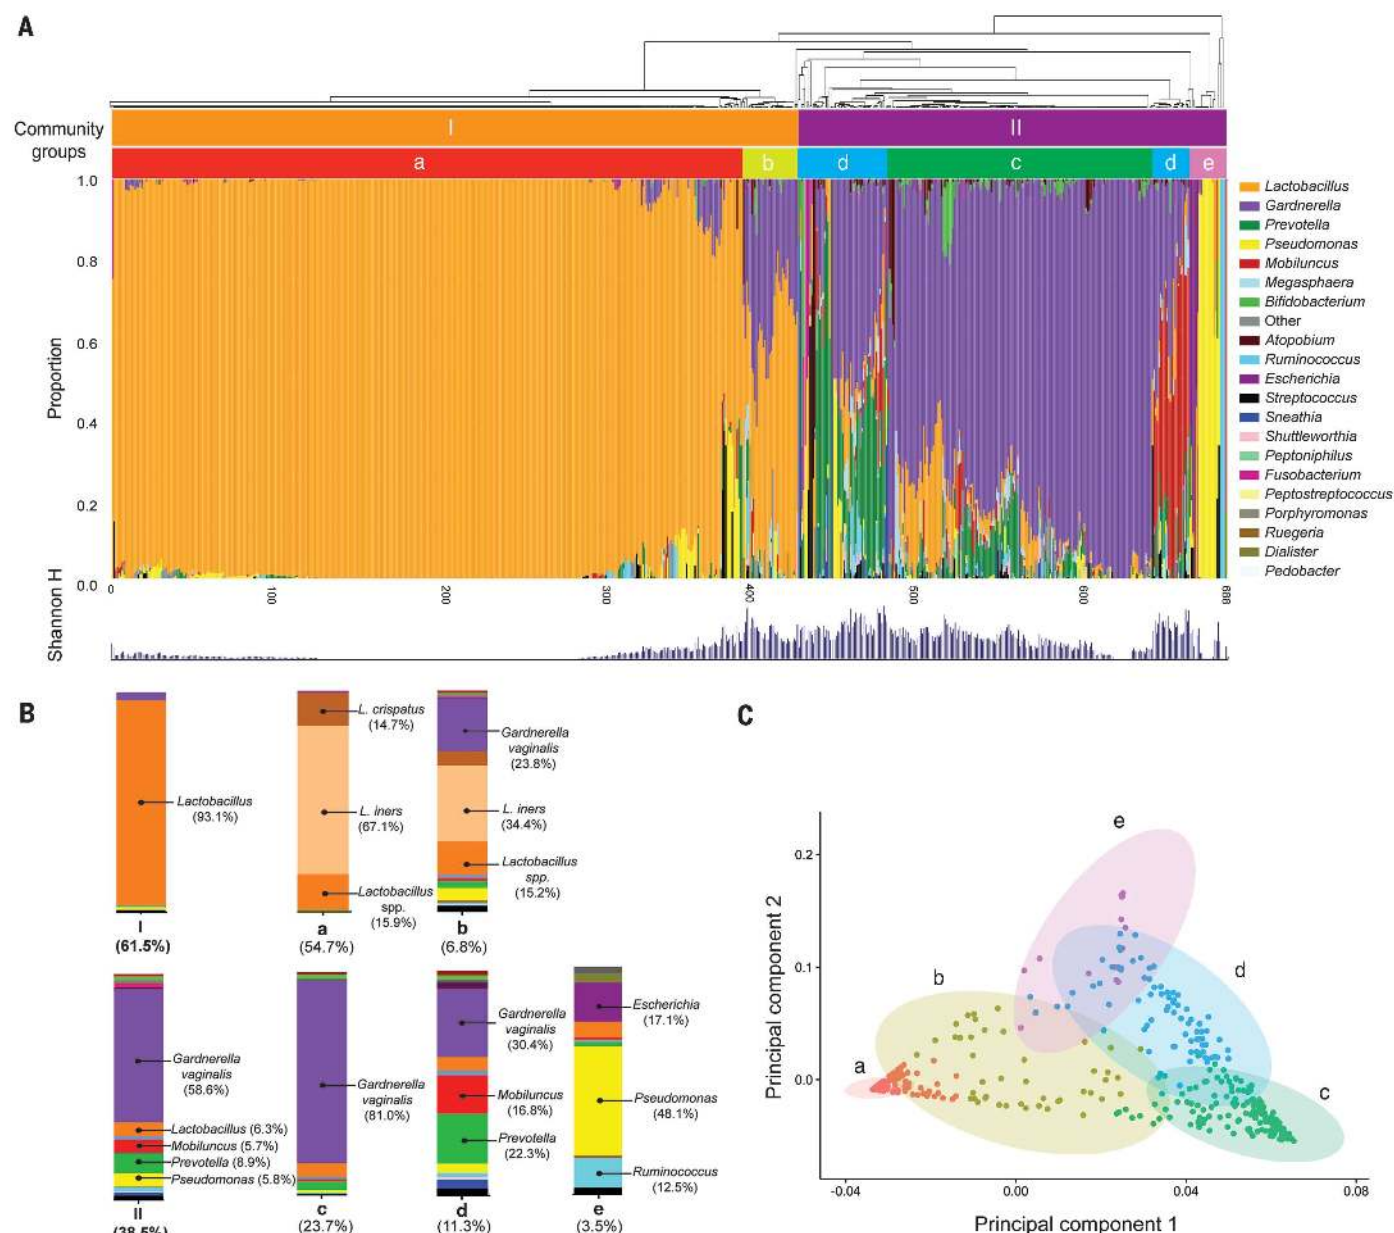 A
Community
groups
I
II
a
b
d
c
d
e
Proportion
1.0
0.8
0.6
0.4
0.2
0.0
Lactobacillus
Gardnerella
Prevotella
Pseudomonas
Mobiluncus
Megasphaera
Bifidobacterium
Other
Atopobium
Ruminococcus
Escherichia
Streptococcus
Sneathia
Shuttleworthia
Peptoniphilus
Fusobacterium
Peptostreptococcus
Porphyromonas
Ruegeria
Dialister
Pedobacter
0
100
200
300
400
500
600
688
Shannon H
B
Lactobacillus
(93.1%)
I
(61.5%)
L. crispatus
(14.7%)
L. iners
(67.1%)
Lactobacillus
spp.
(15.9%)
a
(54.7%)
Gardnerella
vaginalis
(23.8%)
L. iners
(34.4%)
Lactobacillus
spp.
(15.2%)
b
(6.8%)
Gardnerella
vaginalis
(58.6%)
Lactobacillus (6.3%)
Mobiluncus (5.7%)
Prevotella (8.9%)
Pseudomonas (5.8%)
II
(38.5%)
Gardnerella
vaginalis
(81.0%)
c
(23.7%)
Gardnerella
vaginalis
(30.4%)
Mobiluncus
(16.8%)
Prevotella
(22.3%)
d
(11.3%)
Escherichia
(17.1%)
Pseudomonas
(48.1%)
Ruminococcus
(12.5%)
e
(3.5%)
C
Principal component 2
0.2
0.1
0.0
a
b
e
d
c
-0.04
0.00
0.04
0.08
Principal component 1